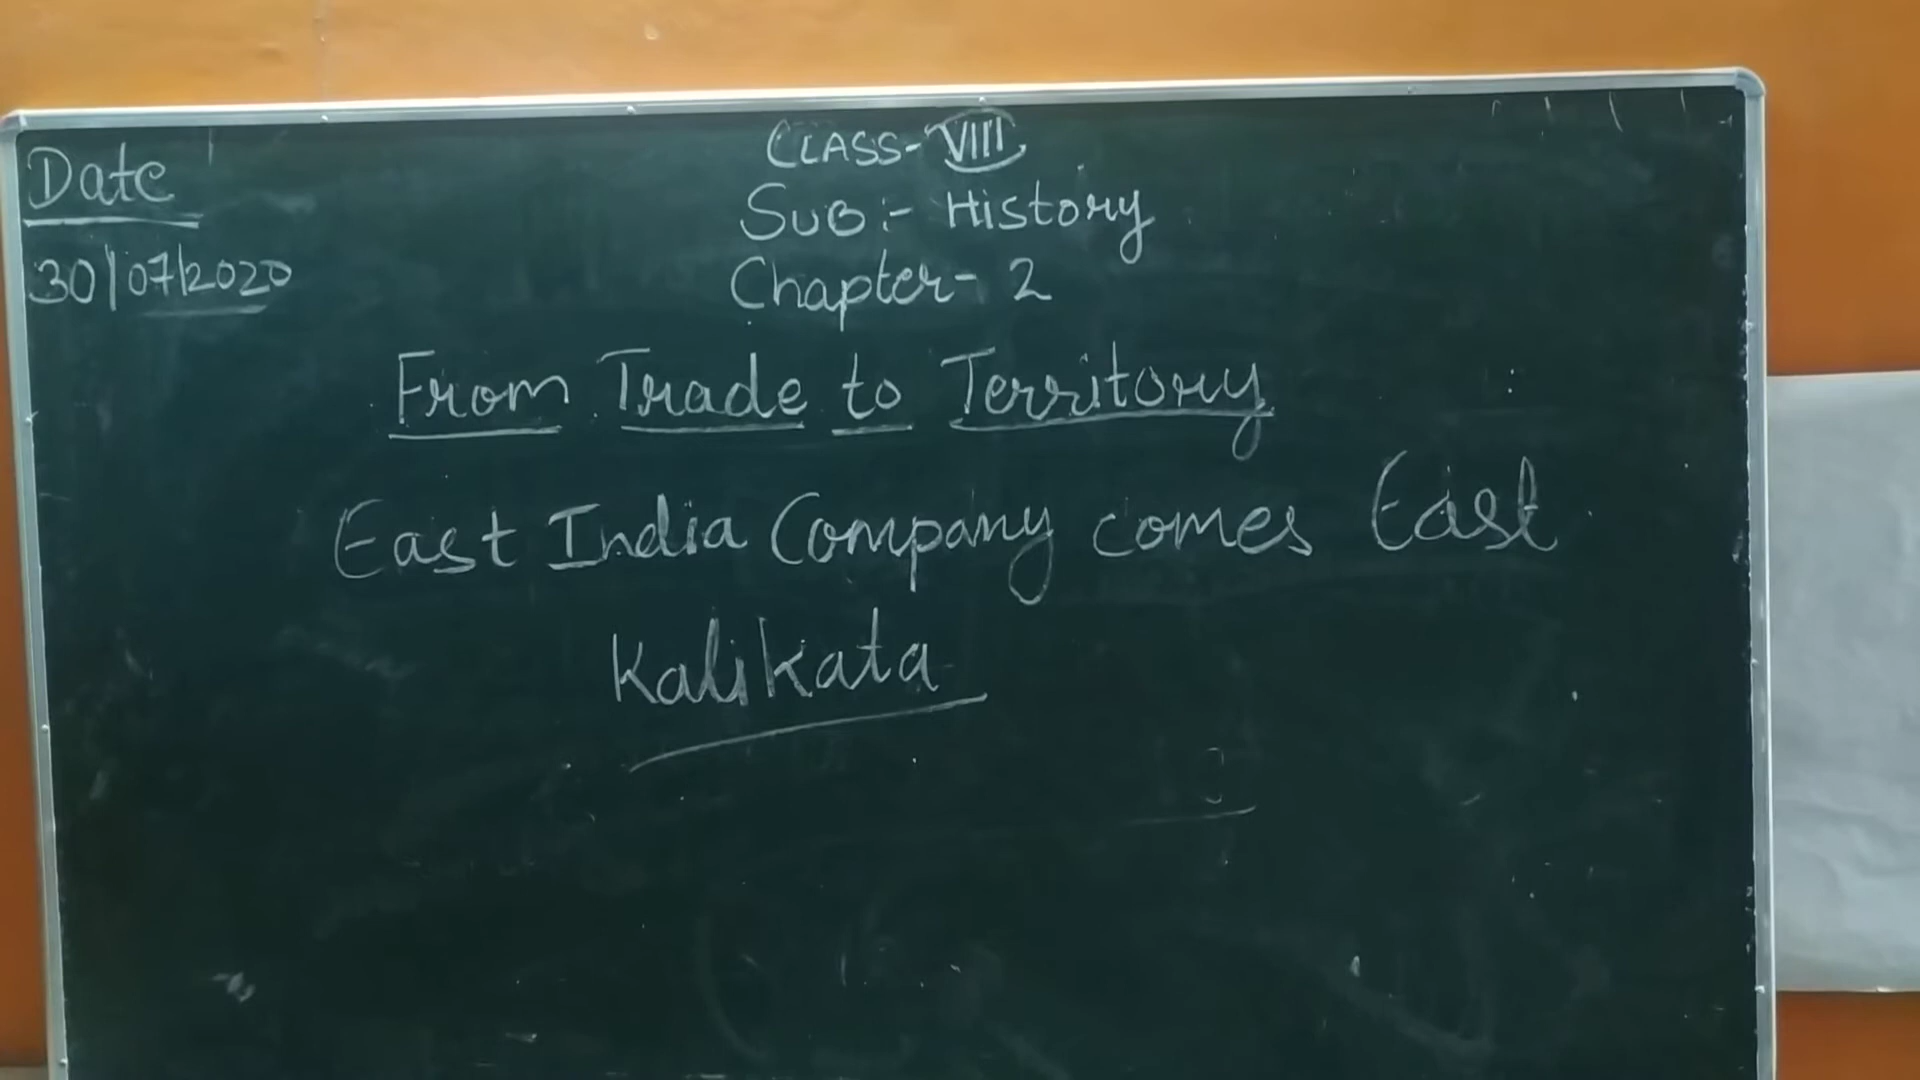 Date
30/07/2020
CLASS-VIII
SUB:- History
Chapter- 2
From Trade to Territory
East India Company comes East
Kalikata